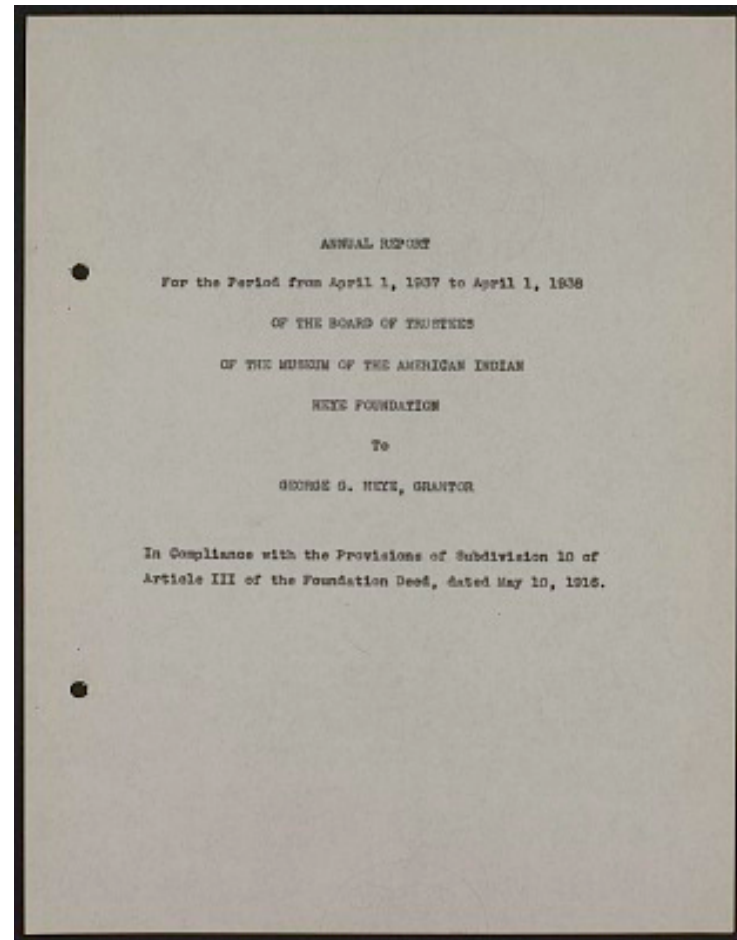 ANNUAL REPORT
For the Period from April 1, 1937 to April 1, 1938
OF THE BOARD OF TRUSTEES
OF THE MUSEUM OF THE AMERICAN INDIAN
HEYE FOUNDATION
To
GEORGE G. HEYE, GRANTOR
In Compliance with the Provisions of Subdivision 10 of
Article III of the Foundation Deed, dated May 10, 1916.